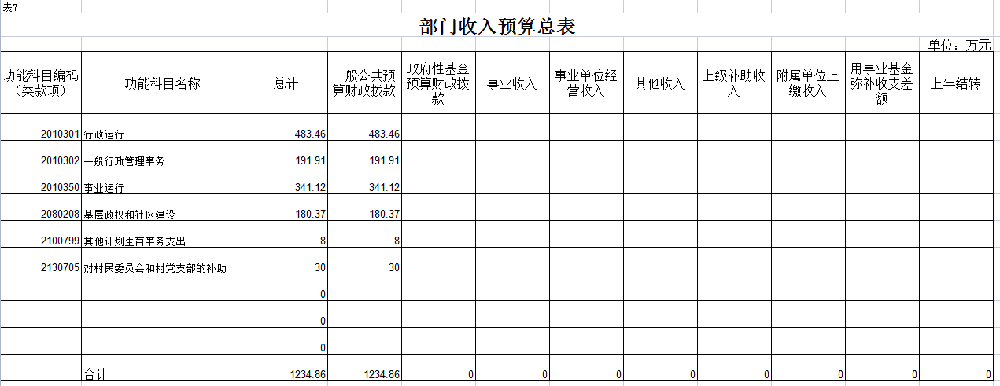 表7
部门收入预算总表
单位：万元
功能科目编码（类款项） 功能科目名称 总计 一般公共预算财政拨款 政府性基金预算财政拨款 事业收入 事业单位经营收入 其他收入 上级补助收入 附属单位上缴收入 用事业基金弥补收支差额 上年结转
2010301 行政运行 483.46 483.46
2010302 一般行政管理事务 191.91 191.91
2010350 事业运行 341.12 341.12
2080208 基层政权和社区建设 180.37 180.37
2100799 其他计划生育事务支出 8 8
2130705 对村民委员会和村党支部的补助 30 30
0
0
0
合计 1234.86 1234.86 0 0 0 0 0 0 0 0